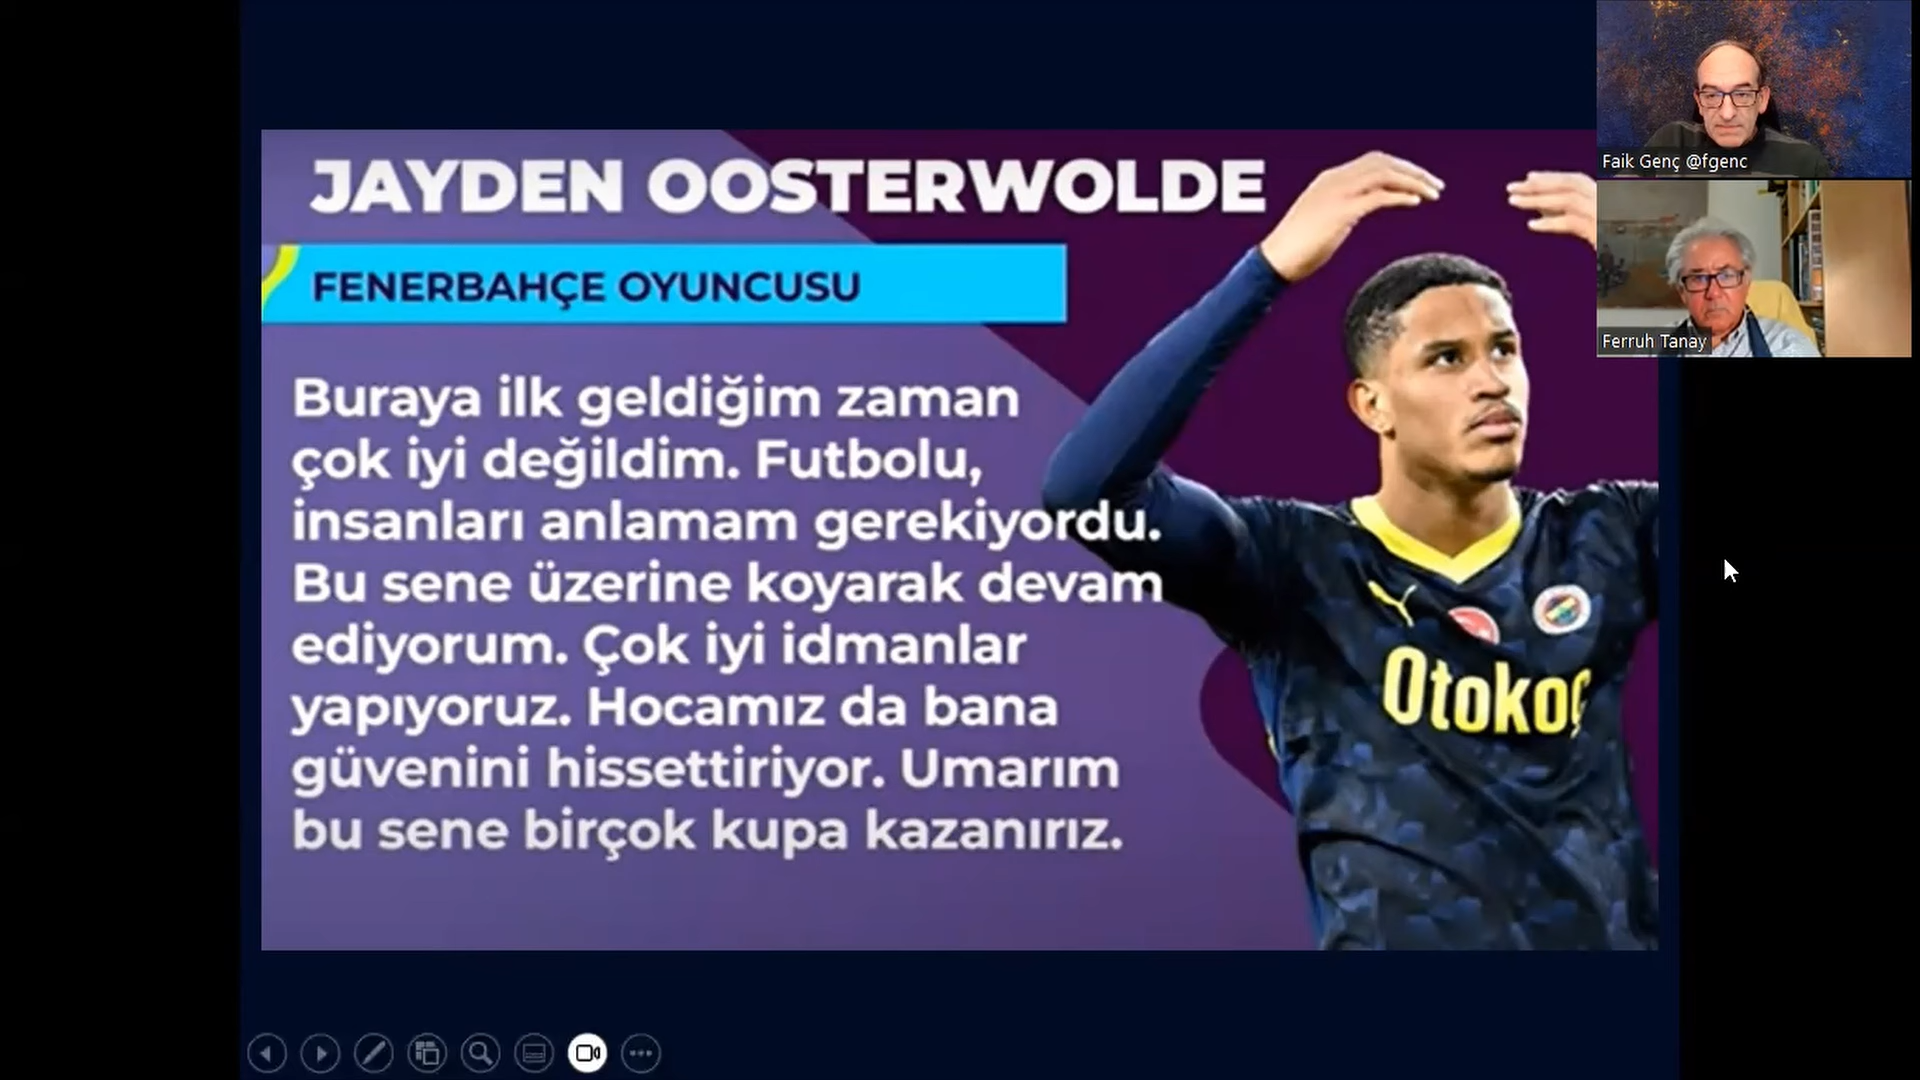 JAYDEN OOSTERWOLDE
FENERBAHÇE OYUNCUSU
Buraya ilk geldiğim zaman
çok iyi değildim. Futbolu,
insanları anlamam gerekiyordu.
Bu sene üzerine koyarak devam
ediyorum. Çok iyi idmanlar
yapıyoruz. Hocamız da bana
güvenini hissettiriyor. Umarım
bu sene birçok kupa kazanırız.
Otokoç
Faik Genç @fgenc
Ferruh Tanay